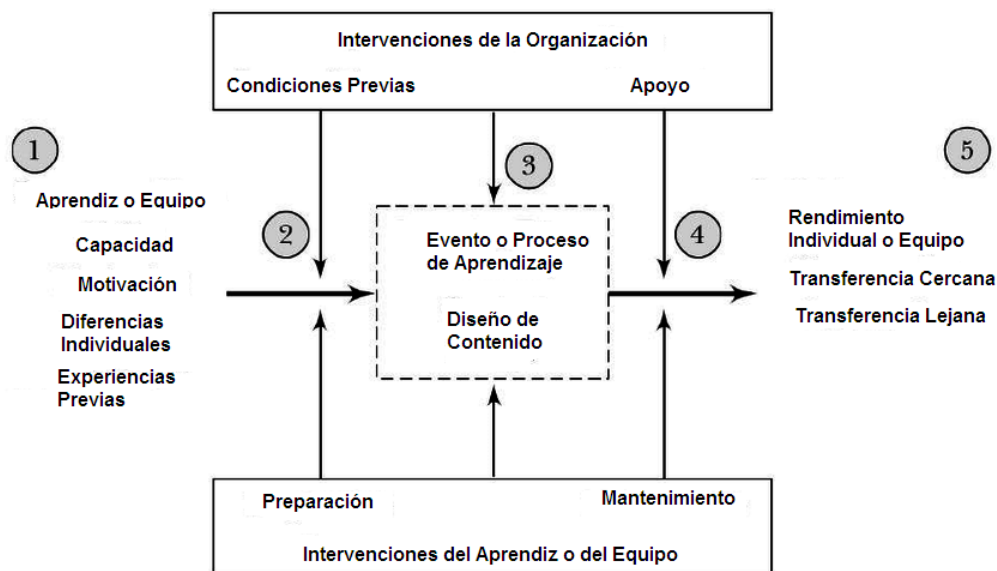 Intervenciones de la Organización
Condiciones Previas
Apoyo
1
Aprendiz o Equipo
Capacidad
Motivación
Diferencias
Individuales
Experiencias
Previas
2
3
Evento o Proceso
de Aprendizaje
Diseño de
Contenido
4
5
Rendimiento
Individual o Equipo
Transferencia Cercana
Transferencia Lejana
Preparación
Mantenimiento
Intervenciones del Aprendiz o del Equipo